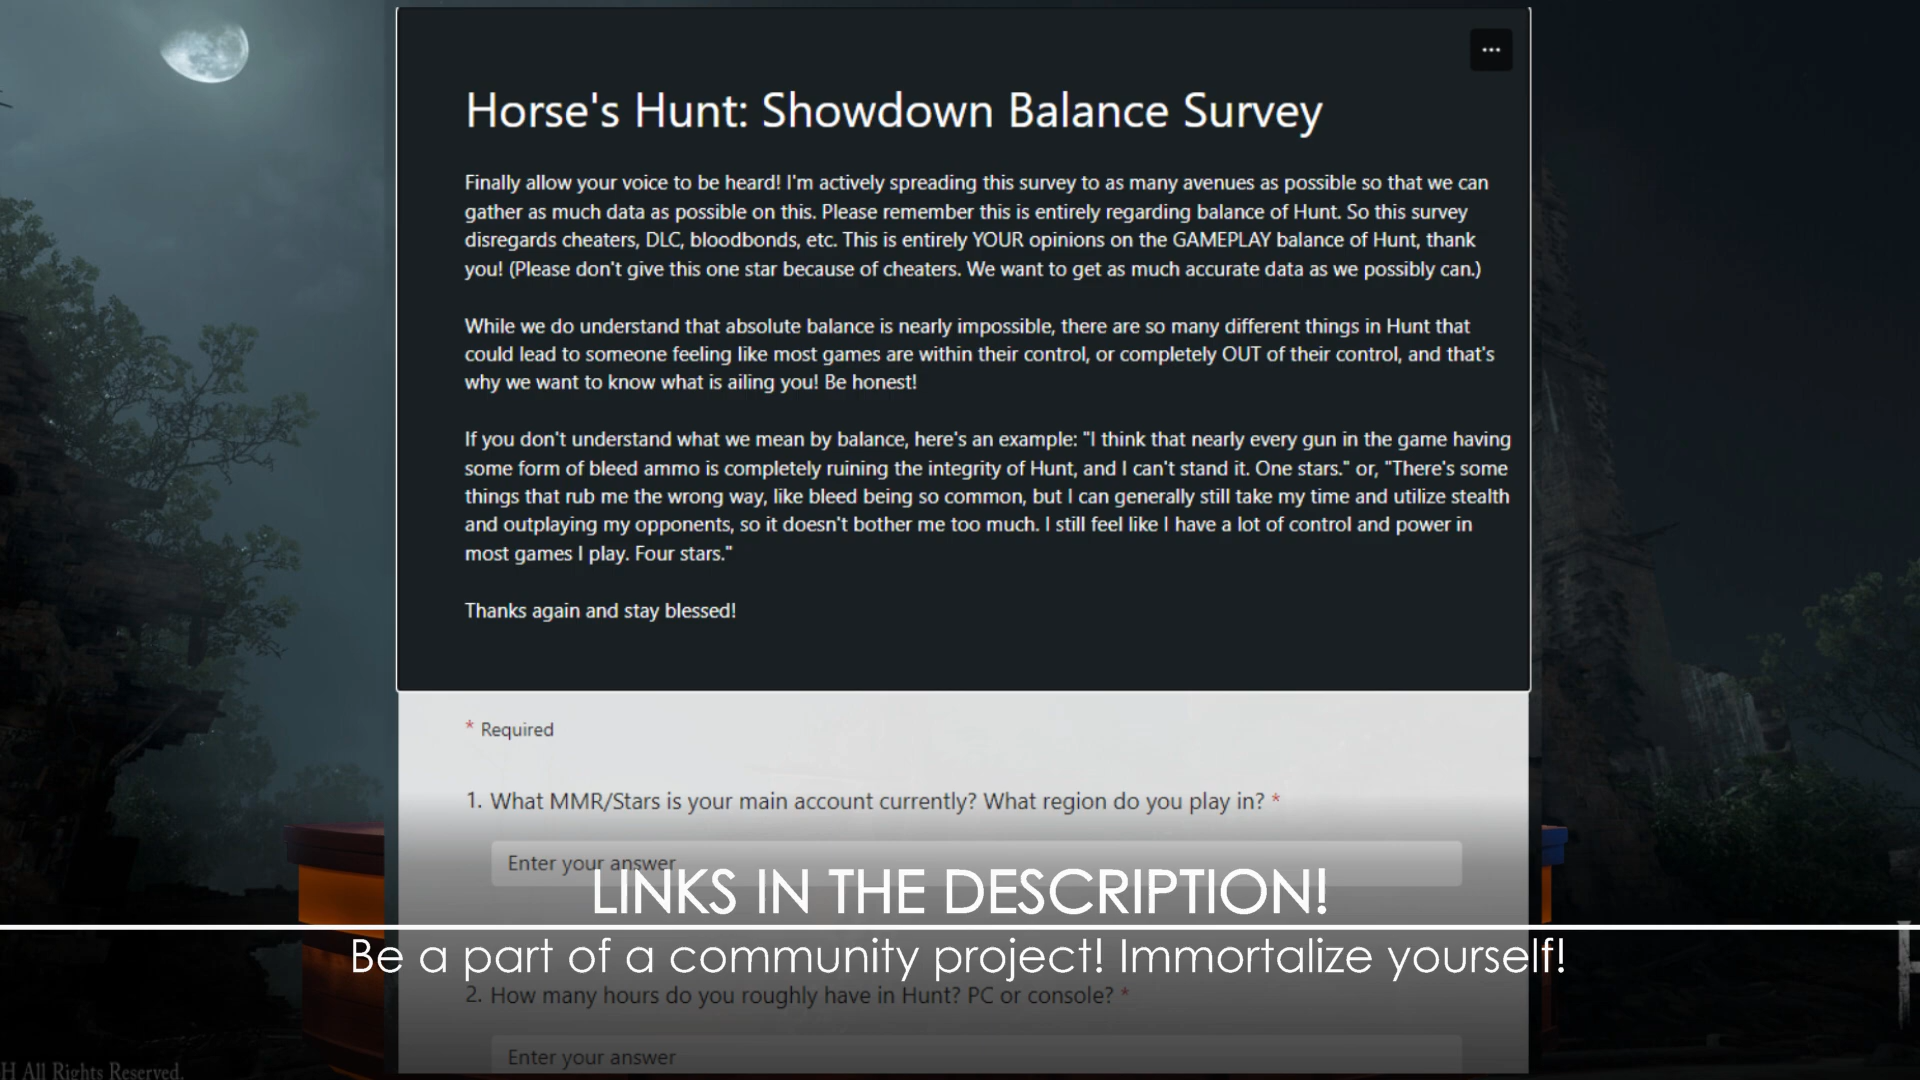 ...
Horse's Hunt: Showdown Balance Survey
Finally allow your voice to be heard! I'm actively spreading this survey to as many avenues as possible so that we can
gather as much data as possible on this. Please remember this is entirely regarding balance of Hunt. So this survey
disregards cheaters, DLC, bloodbonds, etc. This is entirely YOUR opinions on the GAMEPLAY balance of Hunt, thank
you! (Please don't give this one star because of cheaters. We want to get as much accurate data as we possibly can.)
While we do understand that absolute balance is nearly impossible, there are so many different things in Hunt that
could lead to someone feeling like most games are within their control, or completely OUT of their control, and that's
why we want to know what is ailing you! Be honest!
If you don't understand what we mean by balance, here's an example: "I think that nearly every gun in the game having
some form of bleed ammo is completely ruining the integrity of Hunt, and I can't stand it. One stars." or, "There's some
things that rub me the wrong way, like bleed being so common, but I can generally still take my time and utilize stealth
and outplaying my opponents, so it doesn't bother me too much. I still feel like I have a lot of control and power in
most games I play. Four stars."
Thanks again and stay blessed!
* Required
1. What MMR/Stars is your main account currently? What region do you play in? *
Enter your answer
LINKS IN THE DESCRIPTION!
Be a part of a community project! Immortalize yourself!
2. How many hours do you roughly have in Hunt? PC or console? *
Enter your answer
H All Rights Reserved.
H